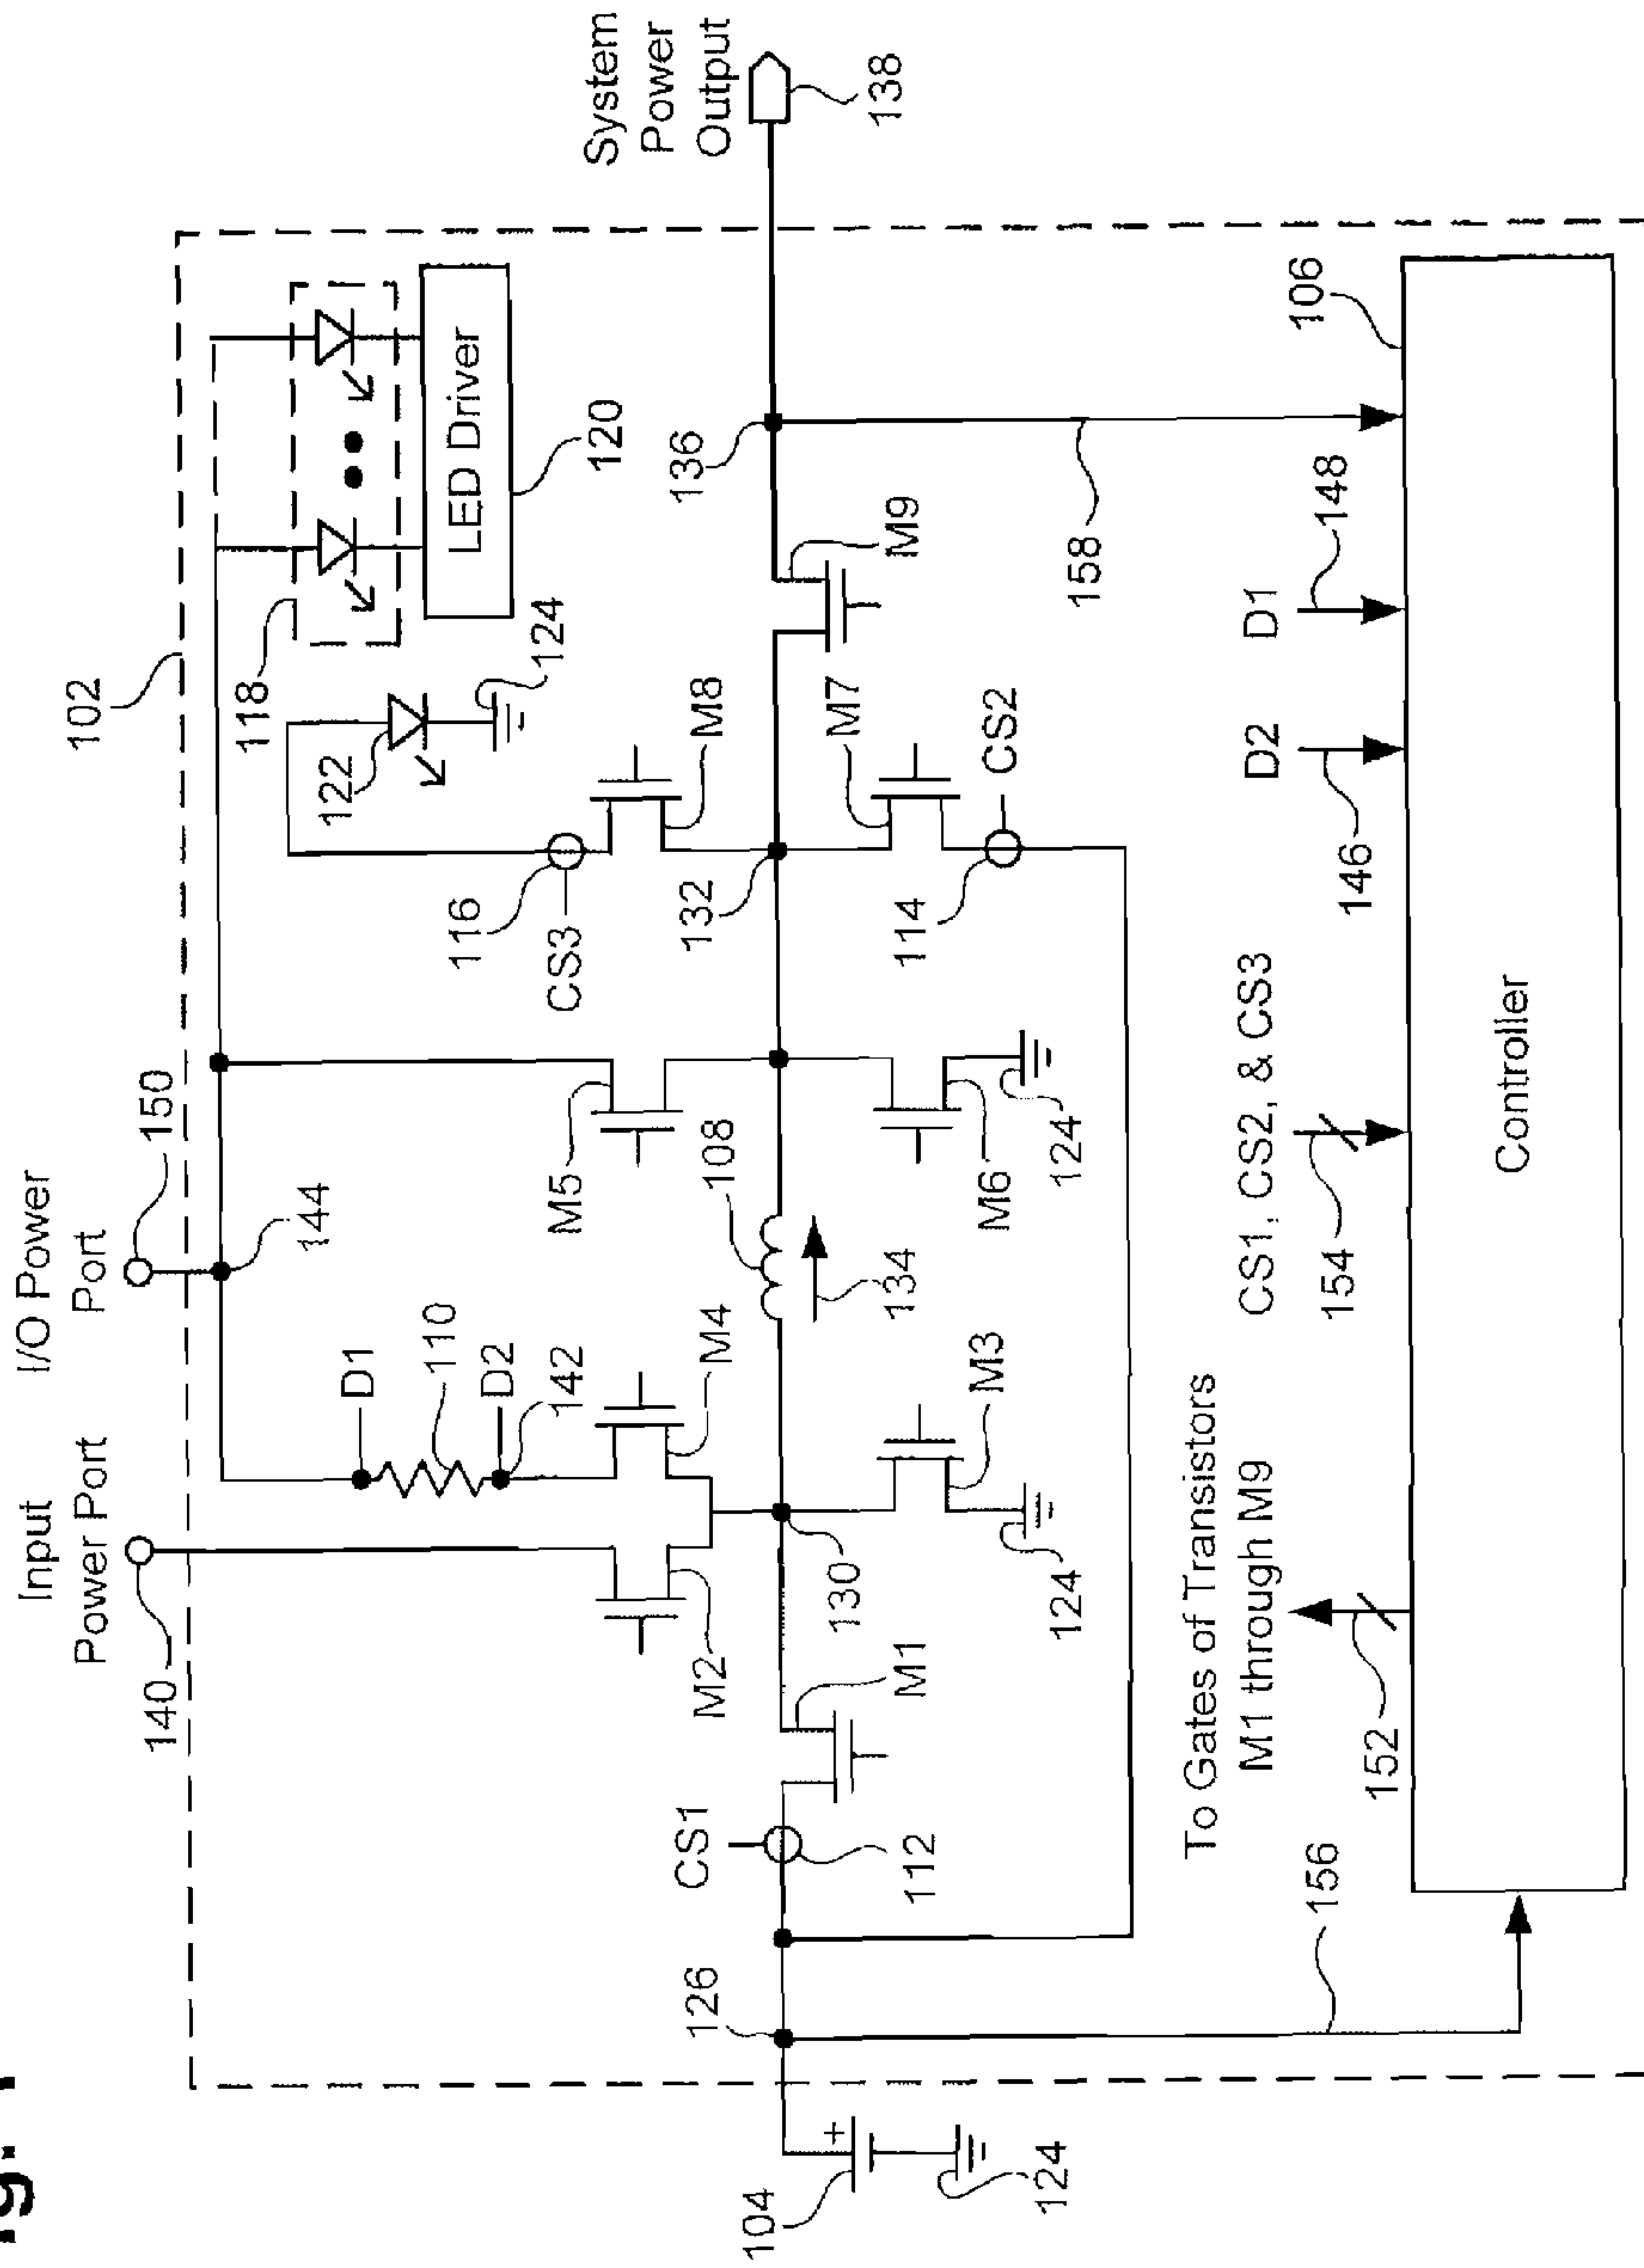 Fig. 1
102
Input
Power Port
140
I/O Power
Port
150
144
D1
110
D2
142
M4
M2
130
M3
124
M5
108
134
M6
124
118
LED Driver
120
122
124
116
CS3
M8
132
M7
114
CS2
136
M9
158
System
Power
Output
138
104
+
124
126
CS1
112
M1
156
To Gates of Transistors
M1 through M9
152
CS1, CS2, & CS3
154
D2
146
D1
148
106
Controller